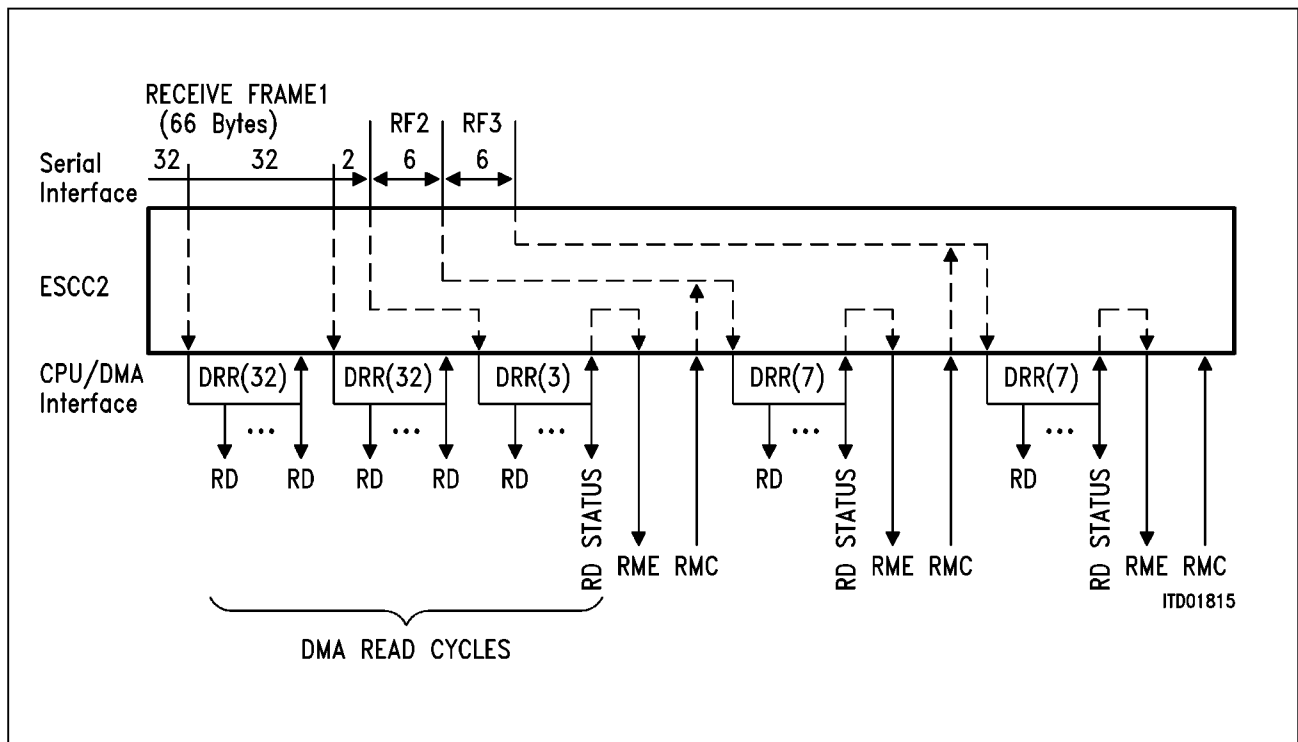 RECEIVE FRAME1
(66 Bytes) RF2 RF3
Serial Interface 32 32 2 6 6
ESCC2
CPU/DMA Interface
DRR(32) DRR(32) DRR(3) DRR(7) DRR(7)
... ... ... ... ...
RD RD RD RD RD RD STATUS RD RD STATUS RD RD STATUS
RME RMC RME RMC RME RMC
ITD01815
DMA READ CYCLES